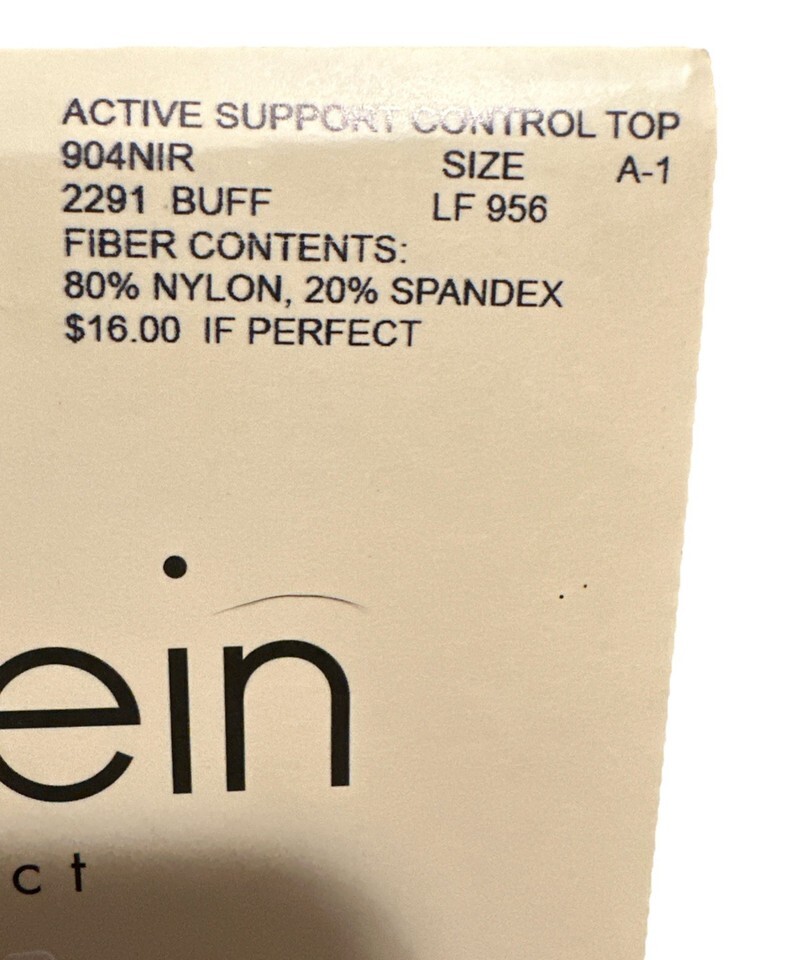 ACTIVE SUPPORT CONTROL TOP
904NIR SIZE A-1
2291 BUFF LF 956
FIBER CONTENTS:
80% NYLON, 20% SPANDEX
$16.00 IF PERFECT
ein
ct